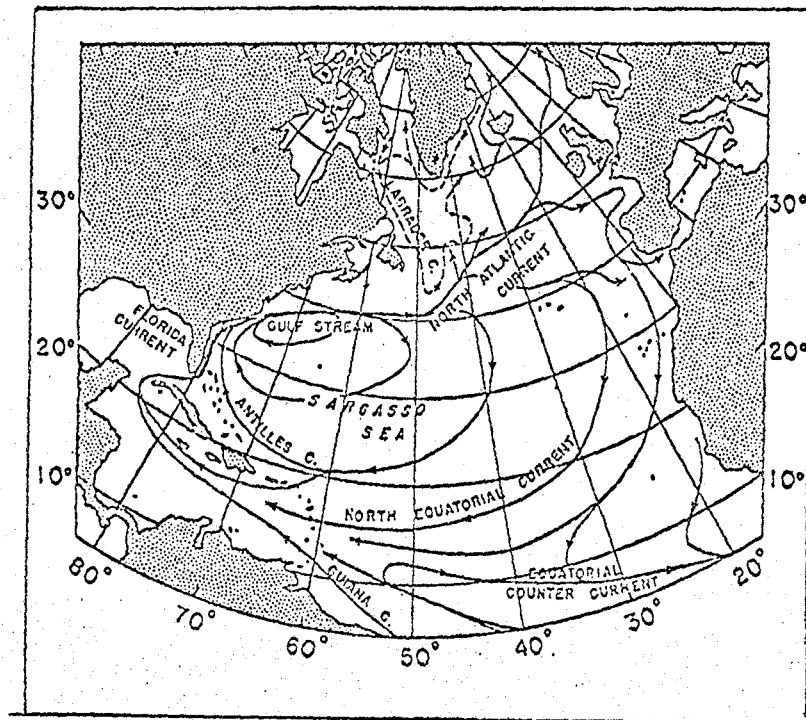 30°
30°
LABRADOR C.
NORTH ATLANTIC
CURRENT
FLORIDA
CURRENT
GULF STREAM
20°
20°
SARGASSO
SEA
ANTILLES C.
10°
10°
NORTH EQUATORIAL CURRENT
EQUATORIAL
COUNTER CURRENT
GUIANA C.
80°
70°
60°
50°
40°
30°
20°